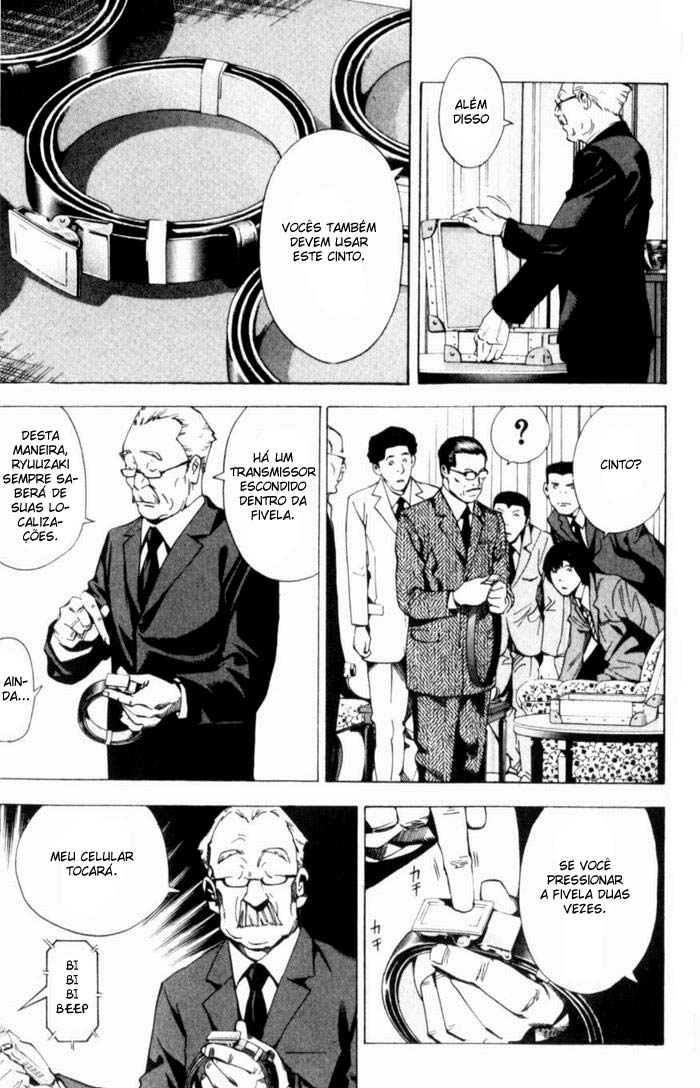 ALÉM
DISSO
VOCÊS TAMBÉM
DEVEM USAR
ESTE CINTO.
CINTO?
?
HÁ UM
TRANSMISSOR
ESCONDIDO
DENTRO DA
FIVELA.
DESTA
MANEIRA,
RYUUZAKI
SEMPRE SA-
BERÁ DE
SUAS LO-
CALIZA-
ÇÕES.
AIN-
DA...
SE VOCÊ
PRESSIONAR
A FIVELA DUAS
VEZES.
カチ
カチ
MEU CELULAR
TOCARÁ.
BI
BI
BI
BEEP